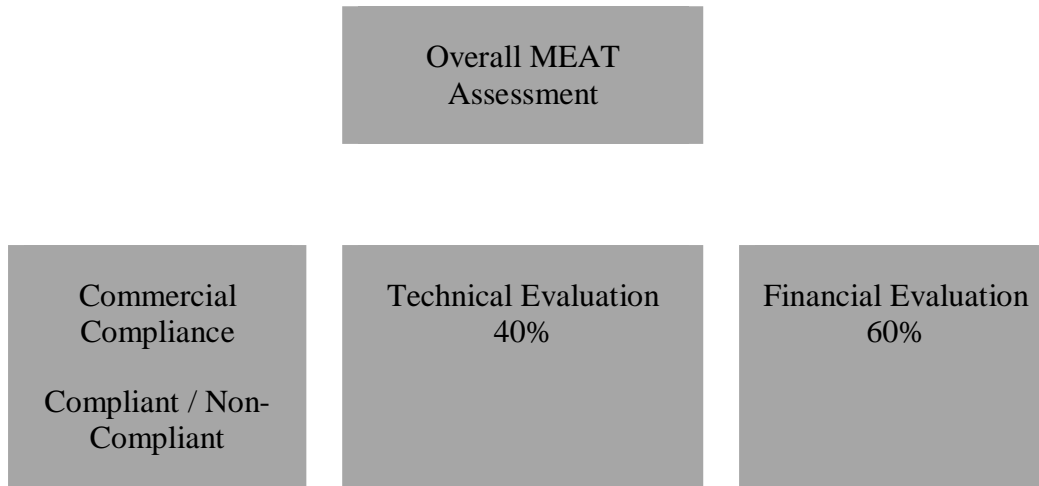 Overall MEAT
Assessment
Commercial
Compliance
Compliant / Non-
Compliant
Technical Evaluation
40%
Financial Evaluation
60%